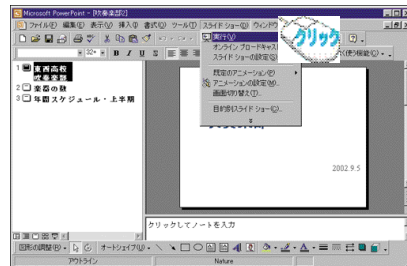 Microsoft PowerPoint - [吹奏楽部2]
ファイル(F) 編集(E) 表示(V) 挿入(I) 書式(O) ツール(T) スライド ショー(D) ウィンドウ
実行(V)
オンライン ブロードキャスト
スライド ショーの設定(S)
既定のアニメーション(P)
アニメーションの設定(M)...
画面切り替え(T)...
目的別スライド ショー(C)...
クリック
32
B I U S
1 東西高校
吹奏楽部
2 楽器の数
3 年間スケジュール・上半期
2002.9.5
クリックしてノートを入力
図形の調整(R) オートシェイプ(U)
アウトライン
Nature